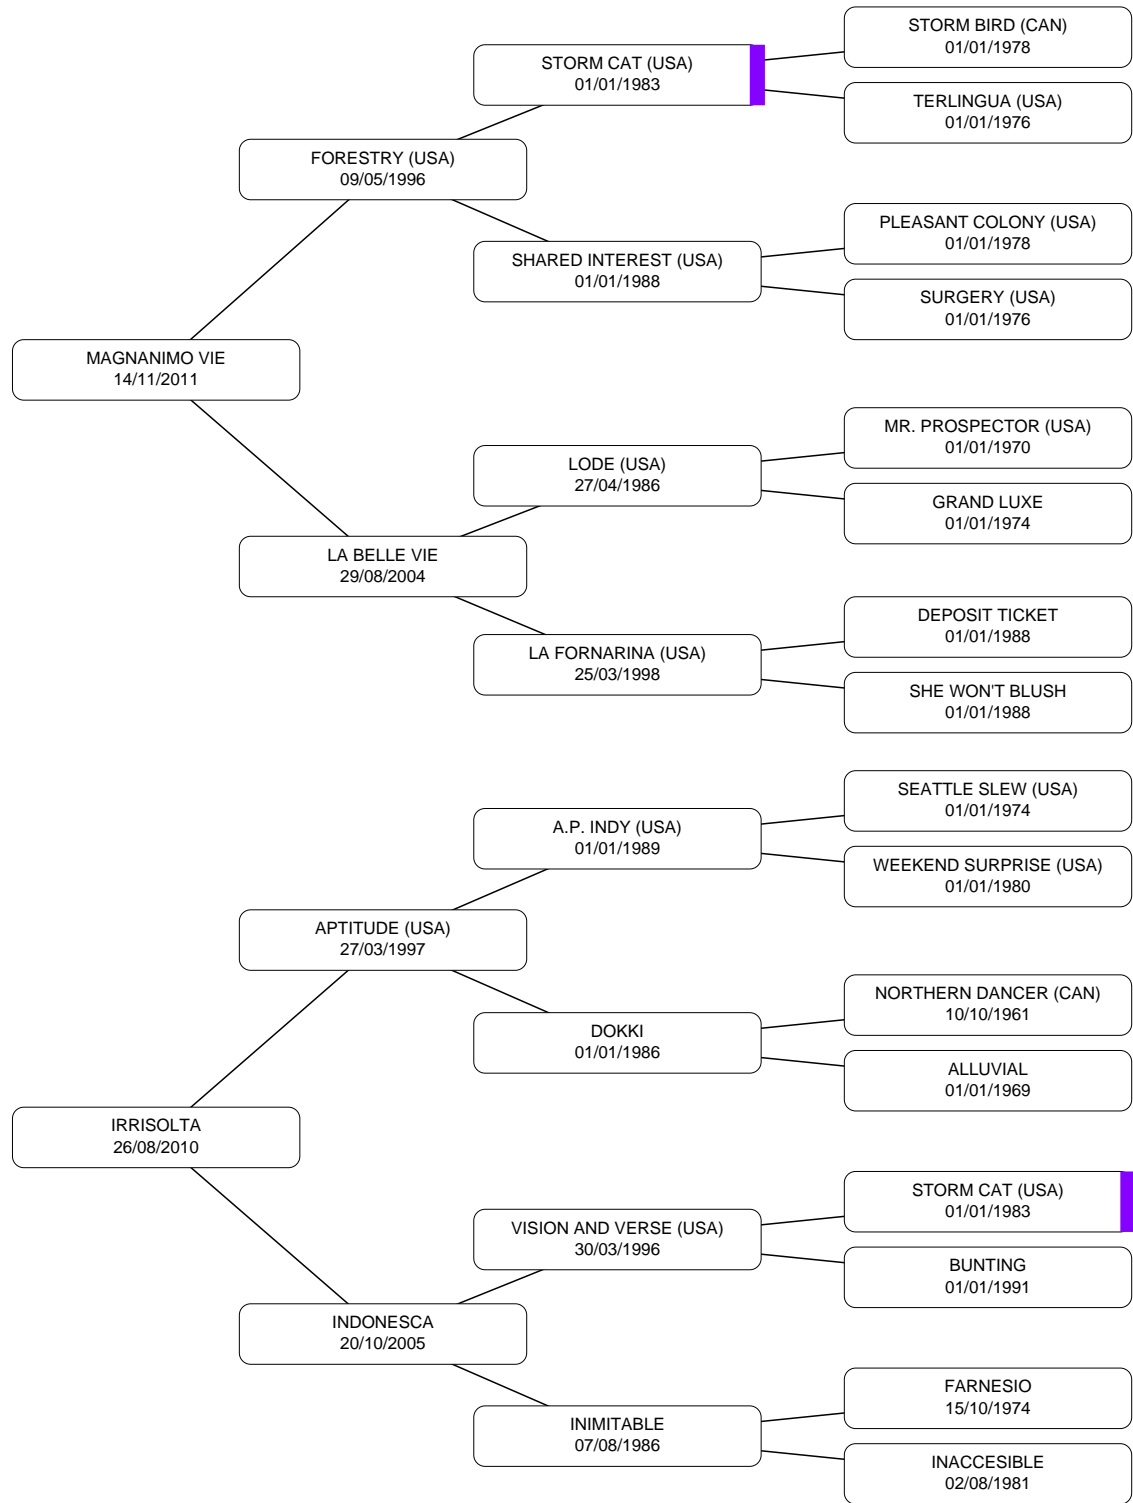 STORM BIRD (CAN)
01/01/1978
STORM CAT (USA)
01/01/1983
TERLINGUA (USA)
01/01/1976
FORESTRY (USA)
09/05/1996
PLEASANT COLONY (USA)
01/01/1978
SHARED INTEREST (USA)
01/01/1988
SURGERY (USA)
01/01/1976
MAGNANIMO VIE
14/11/2011
MR. PROSPECTOR (USA)
01/01/1970
LODE (USA)
27/04/1986
GRAND LUXE
01/01/1974
LA BELLE VIE
29/08/2004
DEPOSIT TICKET
01/01/1988
LA FORNARINA (USA)
25/03/1998
SHE WON'T BLUSH
01/01/1988
SEATTLE SLEW (USA)
01/01/1974
A.P. INDY (USA)
01/01/1989
WEEKEND SURPRISE (USA)
01/01/1980
APTITUDE (USA)
27/03/1997
NORTHERN DANCER (CAN)
10/10/1961
DOKKI
01/01/1986
ALLUVIAL
01/01/1969
IRRISOLTA
26/08/2010
STORM CAT (USA)
01/01/1983
VISION AND VERSE (USA)
30/03/1996
BUNTING
01/01/1991
INDONESCA
20/10/2005
FARNESIO
15/10/1974
INIMITABLE
07/08/1986
INACCESIBLE
02/08/1981